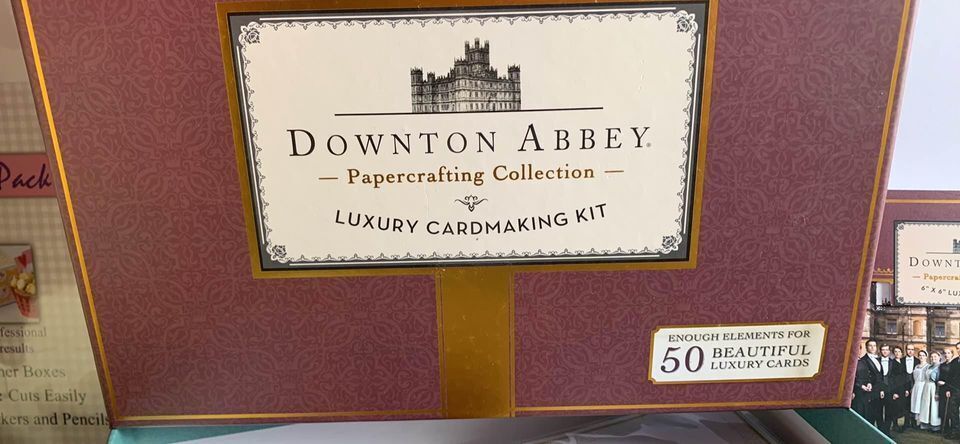 DOWNTON ABBEY®
— Papercrafting Collection —
LUXURY CARDMAKING KIT
ENOUGH ELEMENTS FOR
50 BEAUTIFUL
LUXURY CARDS
Pack
results
Boxes
Cuts Easily
and Pencils
DOWNT
— Papercra
6" X 6" LU